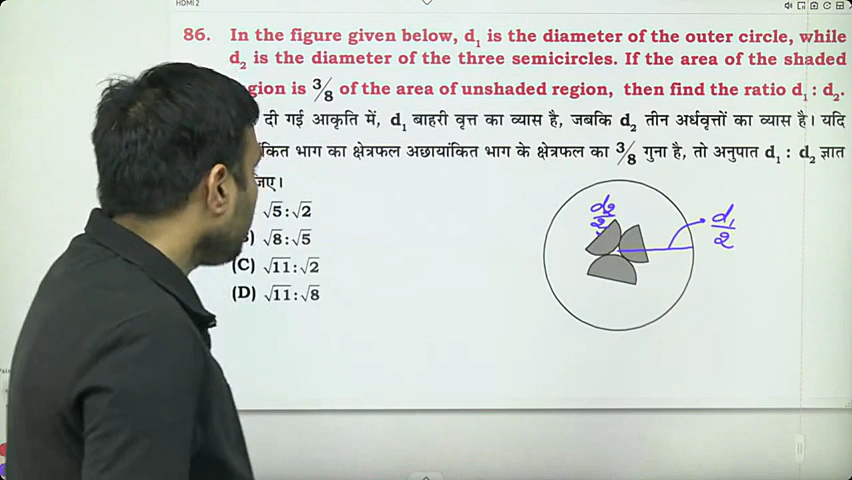 HDMI 2
86. In the figure given below, d₁ is the diameter of the outer circle, while
d₂ is the diameter of the three semicircles. If the area of the shaded
gion is 3/8 of the area of unshaded region, then find the ratio d₁ : d₂.
दी गई आकृति में, d₁ बाहरी वृत्त का व्यास है, जबकि d₂ तीन अर्धवृत्तों का व्यास है। यदि
कित भाग का क्षेत्रफल अछायांकित भाग के क्षेत्रफल का 3/8 गुना है, तो अनुपात d₁ : d₂ ज्ञात
जिए।
√5:√2
) √8:√5
(C) √11:√2
(D) √11:√8
d₂/2
d₁/2